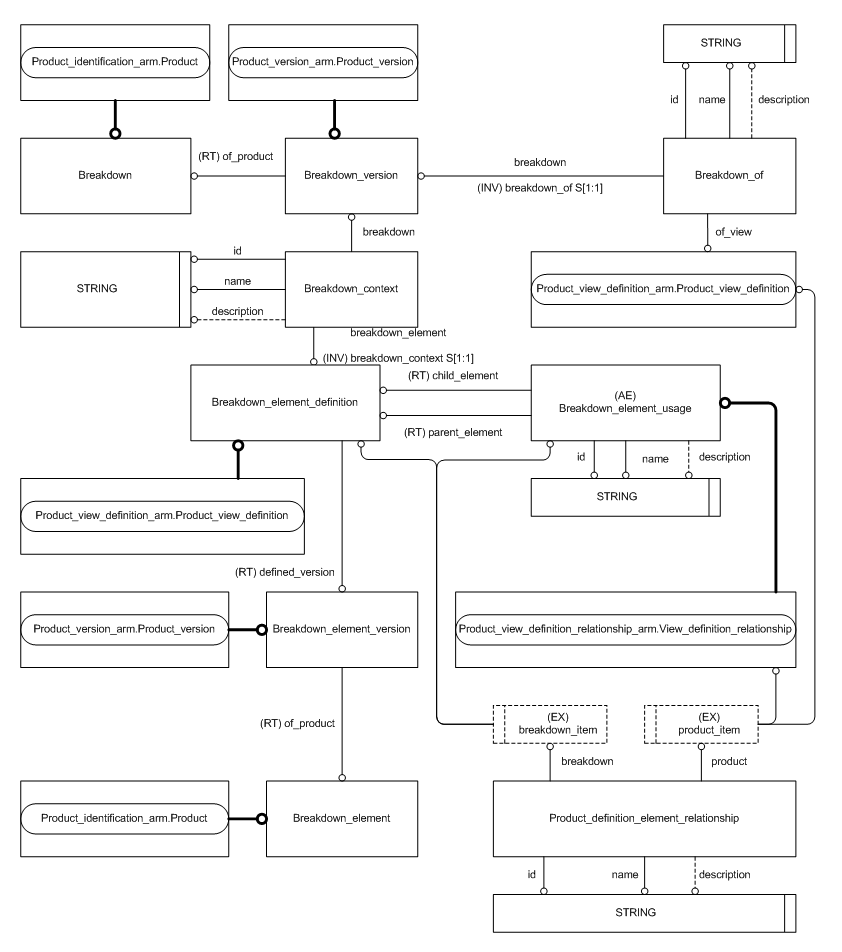 Product_identification_arm.Product
Product_version_arm.Product_version
STRING
id
name
description
Breakdown
(RT) of_product
Breakdown_version
breakdown
(INV) breakdown_of S[1:1]
Breakdown_of
breakdown
of_view
STRING
id
name
description
Breakdown_context
Product_view_definition_arm.Product_view_definition
breakdown_element
(INV) breakdown_context S[1:1]
Breakdown_element_definition
(RT) child_element
(RT) parent_element
(AE)
Breakdown_element_usage
id
name
description
STRING
Product_view_definition_arm.Product_view_definition
(RT) defined_version
Product_version_arm.Product_version
Breakdown_element_version
Product_view_definition_relationship_arm.View_definition_relationship
(RT) of_product
(EX)
breakdown_item
(EX)
product_item
breakdown
product
Product_identification_arm.Product
Breakdown_element
Product_definition_element_relationship
id
name
description
STRING